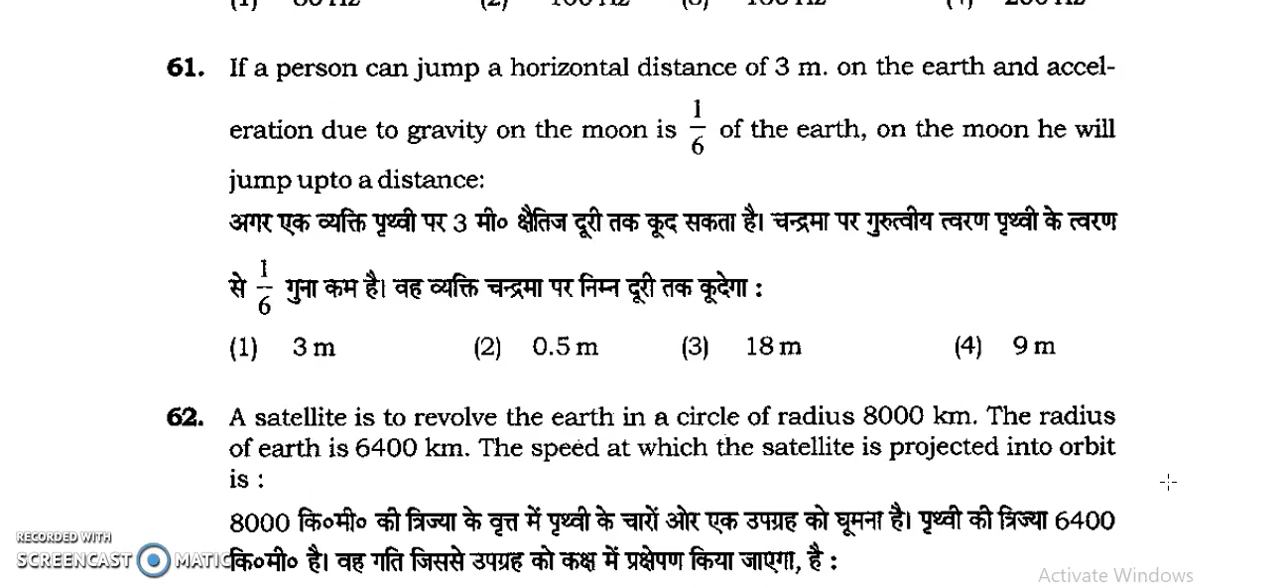 61. If a person can jump a horizontal distance of 3 m. on the earth and accel-
eration due to gravity on the moon is 1/6 of the earth, on the moon he will
jump upto a distance:
अगर एक व्यक्ति पृथ्वी पर 3 मी० क्षैतिज दूरी तक कूद सकता है। चन्द्रमा पर गुरुत्वीय त्वरण पृथ्वी के त्वरण
से 1/6 गुना कम है। वह व्यक्ति चन्द्रमा पर निम्न दूरी तक कूदेगा :
(1) 3 m (2) 0.5 m (3) 18 m (4) 9 m
62. A satellite is to revolve the earth in a circle of radius 8000 km. The radius
of earth is 6400 km. The speed at which the satellite is projected into orbit
is :
8000 कि०मी० की त्रिज्या के वृत्त में पृथ्वी के चारों ओर एक उपग्रह को घूमना है। पृथ्वी की त्रिज्या 6400
कि०मी० है। वह गति जिससे उपग्रह को कक्ष में प्रक्षेपण किया जाएगा, है :
RECORDED WITH
SCREENCAST MATIC
Activate Windows